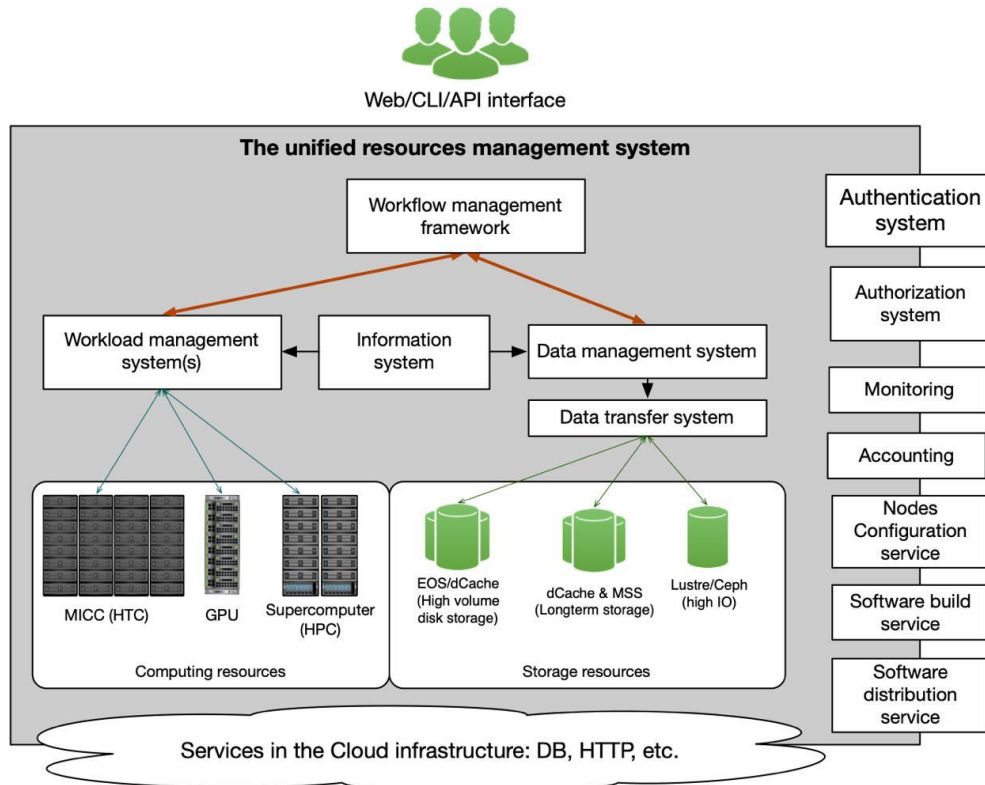 Web/CLI/API interface
The unified resources management system
Workflow management
framework
Authentication
system
Authorization
system
Workload management
system(s)
Information
system
Data management system
Monitoring
Data transfer system
Accounting
Nodes
Configuration
service
MICC (HTC)
GPU
Supercomputer
(HPC)
EOS/dCache
(High volume
disk storage)
dCache & MSS
(Longterm storage)
Lustre/Ceph
(high IO)
Software build
service
Computing resources
Storage resources
Software
distribution
service
Services in the Cloud infrastructure: DB, HTTP, etc.